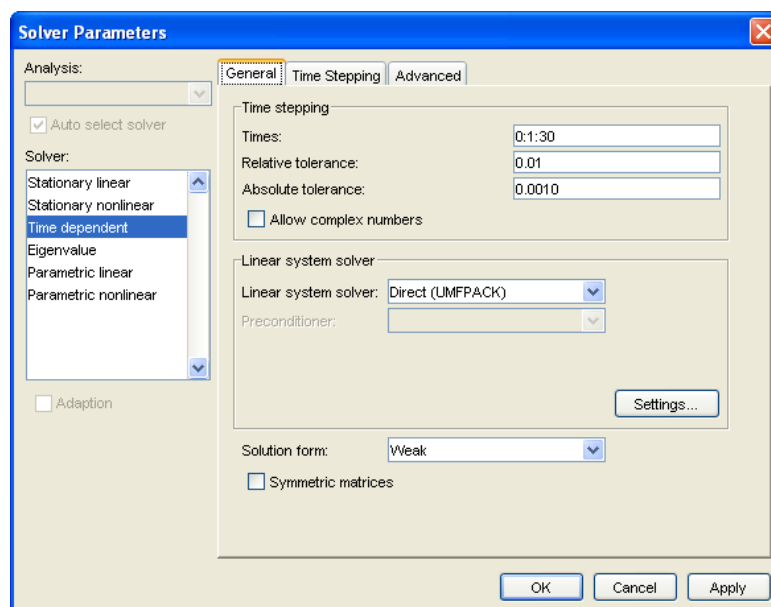 Solver Parameters
Analysis:
Auto select solver
Solver:
Stationary linear
Stationary nonlinear
Time dependent
Eigenvalue
Parametric linear
Parametric nonlinear
Adaption
General Time Stepping Advanced
Time stepping
Times: 0:1:30
Relative tolerance: 0.01
Absolute tolerance: 0.0010
Allow complex numbers
Linear system solver
Linear system solver: Direct (UMFPACK)
Preconditioner:
Settings...
Solution form: Weak
Symmetric matrices
OK Cancel Apply